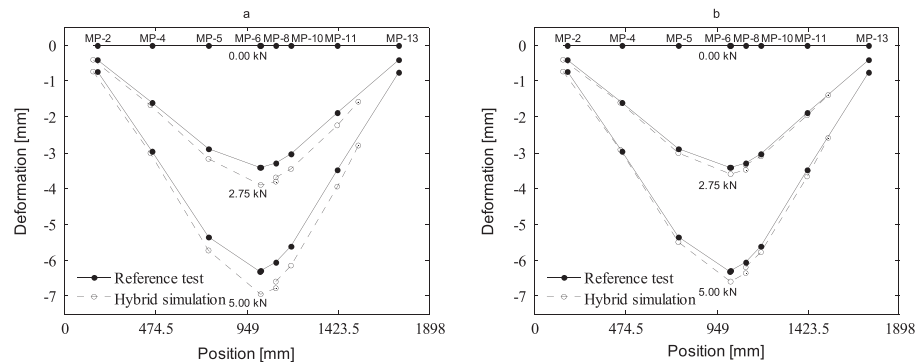 a
MP-2 MP-4 MP-5 MP-6 MP-8 MP-10 MP-11 MP-13
0
0.00 kN
-1
-2
-3
-4
2.75 kN
-5
-6
-7
5.00 kN
Reference test
Hybrid simulation
Deformation [mm]
0 474.5 949 1423.5 1898
Position [mm]
b
MP-2 MP-4 MP-5 MP-6 MP-8 MP-10 MP-11 MP-13
0
0.00 kN
-1
-2
-3
-4
2.75 kN
-5
-6
-7
5.00 kN
Reference test
Hybrid simulation
Deformation [mm]
0 474.5 949 1423.5 1898
Position [mm]